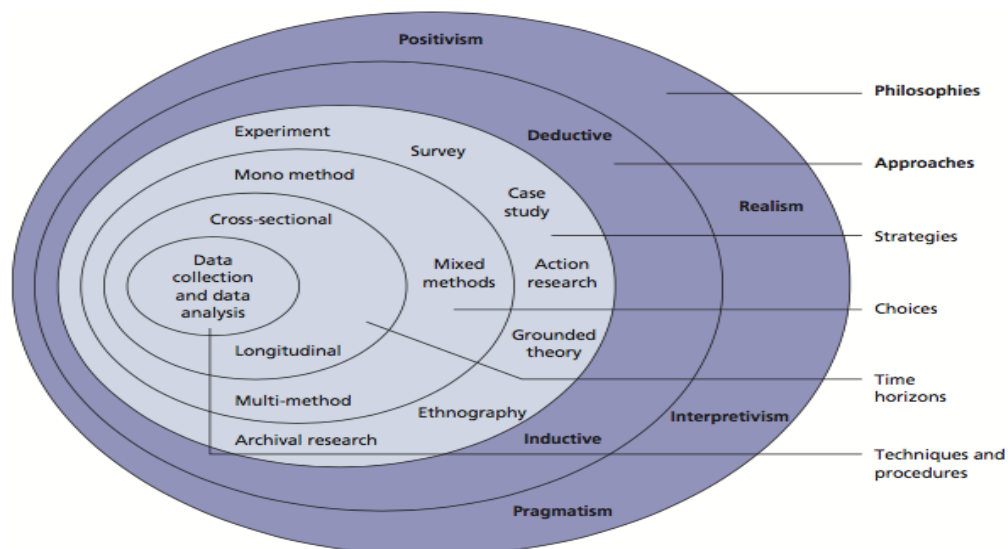 Positivism
Philosophies
Experiment
Deductive
Survey
Approaches
Mono method
Case
study
Realism
Cross-sectional
Strategies
Data
collection
and data
analysis
Mixed
methods
Action
research
Choices
Grounded
theory
Longitudinal
Time
horizons
Multi-method
Ethnography
Interpretivism
Archival research
Inductive
Techniques and
procedures
Pragmatism